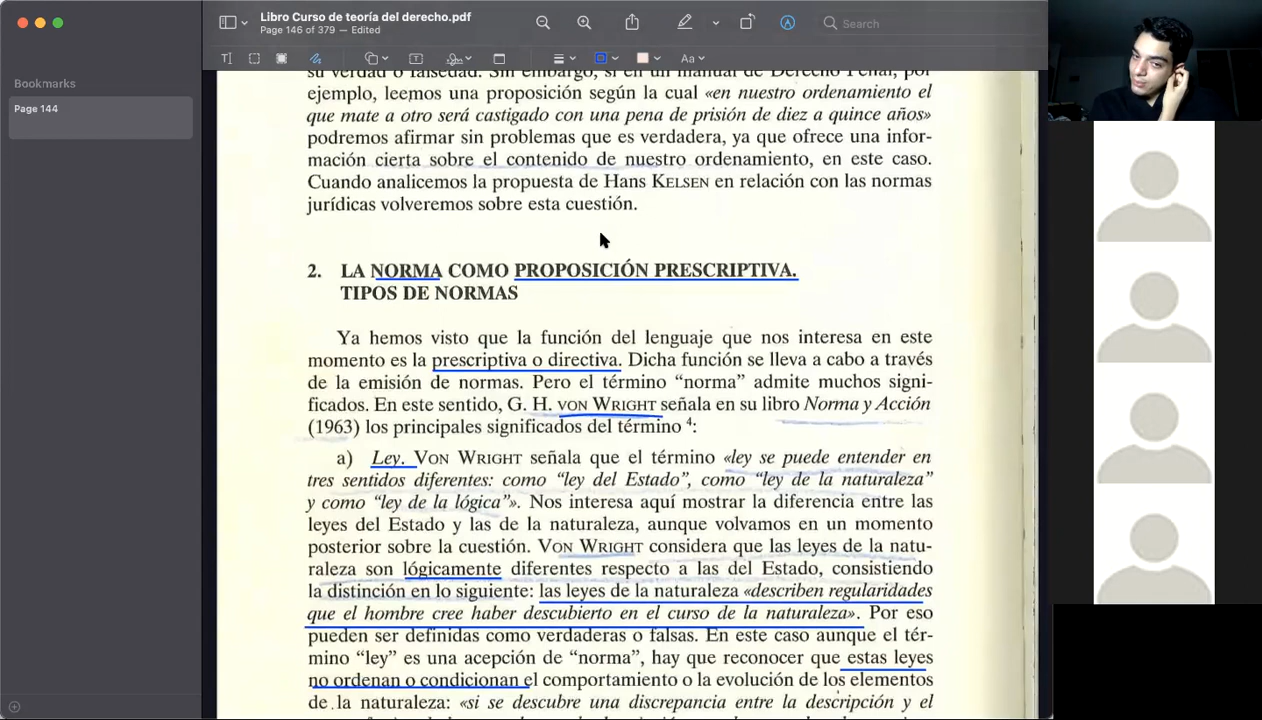 Libro Curso de teoría del derecho.pdf
Page 146 of 379 — Edited
Search
Aa
Bookmarks
Page 144
su verdad o falsedad. Sin embargo, si en un manual de Derecho Penal, por
ejemplo, leemos una proposición según la cual «en nuestro ordenamiento el
que mate a otro será castigado con una pena de prisión de diez a quince años»
podremos afirmar sin problemas que es verdadera, ya que ofrece una infor-
mación cierta sobre el contenido de nuestro ordenamiento, en este caso.
Cuando analicemos la propuesta de Hans KELSEN en relación con las normas
jurídicas volveremos sobre esta cuestión.
2. LA NORMA COMO PROPOSICIÓN PRESCRIPTIVA.
TIPOS DE NORMAS
Ya hemos visto que la función del lenguaje que nos interesa en este
momento es la prescriptiva o directiva. Dicha función se lleva a cabo a través
de la emisión de normas. Pero el término “norma” admite muchos signi-
ficados. En este sentido, G. H. VON WRIGHT señala en su libro Norma y Acción
(1963) los principales significados del término 4:
a) Ley. VON WRIGHT señala que el término «ley se puede entender en
tres sentidos diferentes: como “ley del Estado”, como “ley de la naturaleza”
y como “ley de la lógica”». Nos interesa aquí mostrar la diferencia entre las
leyes del Estado y las de la naturaleza, aunque volvamos en un momento
posterior sobre la cuestión. VON WRIGHT considera que las leyes de la natu-
raleza son lógicamente diferentes respecto a las del Estado, consistiendo
la distinción en lo siguiente: las leyes de la naturaleza «describen regularidades
que el hombre cree haber descubierto en el curso de la naturaleza». Por eso
pueden ser definidas como verdaderas o falsas. En este caso aunque el tér-
mino “ley” es una acepción de “norma”, hay que reconocer que estas leyes
no ordenan o condicionan el comportamiento o la evolución de los elementos
de la naturaleza: «si se descubre una discrepancia entre la descripción y el